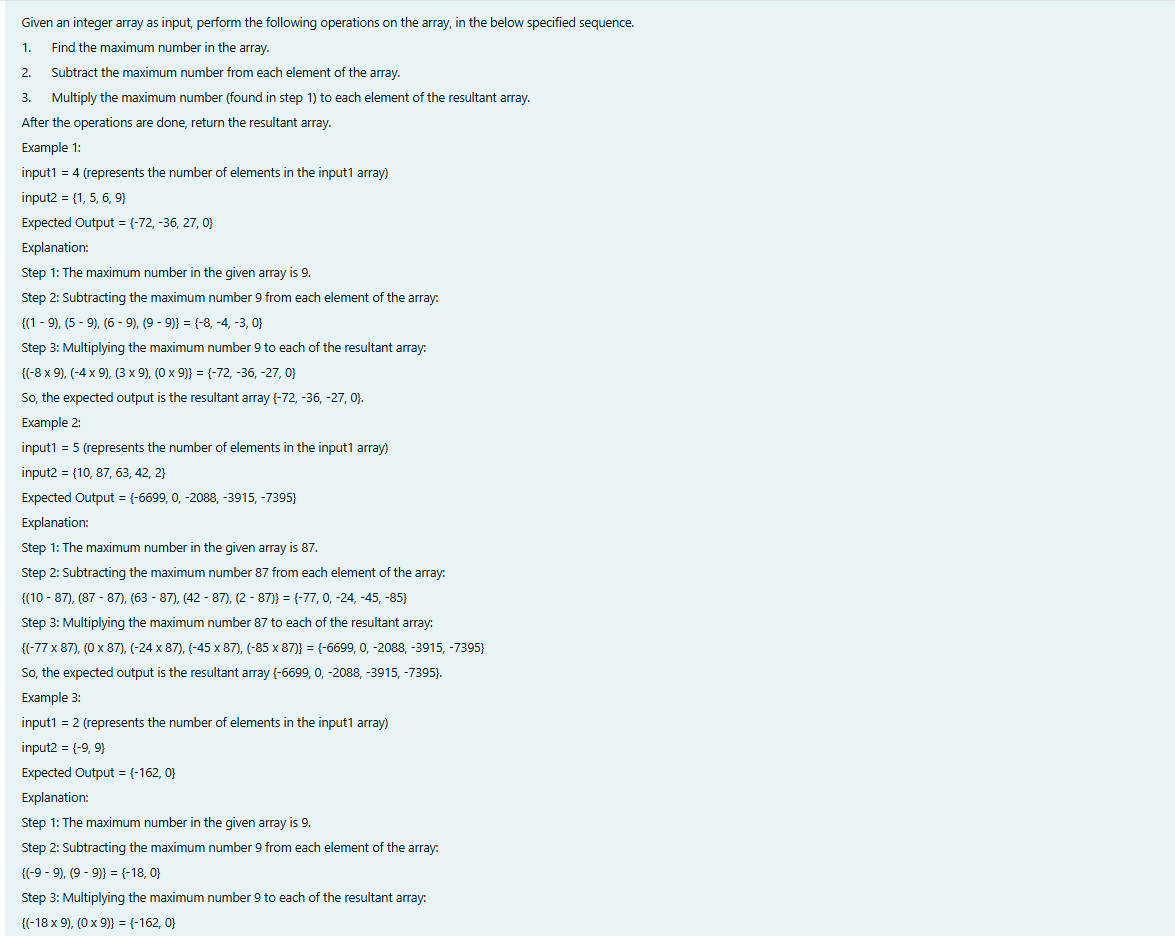 Given an integer array as input, perform the following operations on the array, in the below specified sequence.
1. Find the maximum number in the array.
2. Subtract the maximum number from each element of the array.
3. Multiply the maximum number (found in step 1) to each element of the resultant array.
After the operations are done, return the resultant array.
Example 1:
input1 = 4 (represents the number of elements in the input1 array)
input2 = {1, 5, 6, 9}
Expected Output = {-72, -36, 27, 0}
Explanation:
Step 1: The maximum number in the given array is 9.
Step 2: Subtracting the maximum number 9 from each element of the array:
{(1 - 9), (5 - 9), (6 - 9), (9 - 9)} = {-8, -4, -3, 0}
Step 3: Multiplying the maximum number 9 to each of the resultant array:
{(-8 x 9), (-4 x 9), (3 x 9), (0 x 9)} = {-72, -36, -27, 0}
So, the expected output is the resultant array {-72, -36, -27, 0}.
Example 2:
input1 = 5 (represents the number of elements in the input1 array)
input2 = {10, 87, 63, 42, 2}
Expected Output = {-6699, 0, -2088, -3915, -7395}
Explanation:
Step 1: The maximum number in the given array is 87.
Step 2: Subtracting the maximum number 87 from each element of the array:
{(10 - 87), (87 - 87), (63 - 87), (42 - 87), (2 - 87)} = {-77, 0, -24, -45, -85}
Step 3: Multiplying the maximum number 87 to each of the resultant array:
{(-77 x 87), (0 x 87), (-24 x 87), (-45 x 87), (-85 x 87)} = {-6699, 0, -2088, -3915, -7395}
So, the expected output is the resultant array {-6699, 0, -2088, -3915, -7395}.
Example 3:
input1 = 2 (represents the number of elements in the input1 array)
input2 = {-9, 9}
Expected Output = {-162, 0}
Explanation:
Step 1: The maximum number in the given array is 9.
Step 2: Subtracting the maximum number 9 from each element of the array:
{(-9 - 9), (9 - 9)} = {-18, 0}
Step 3: Multiplying the maximum number 9 to each of the resultant array:
{(-18 x 9), (0 x 9)} = {-162, 0}